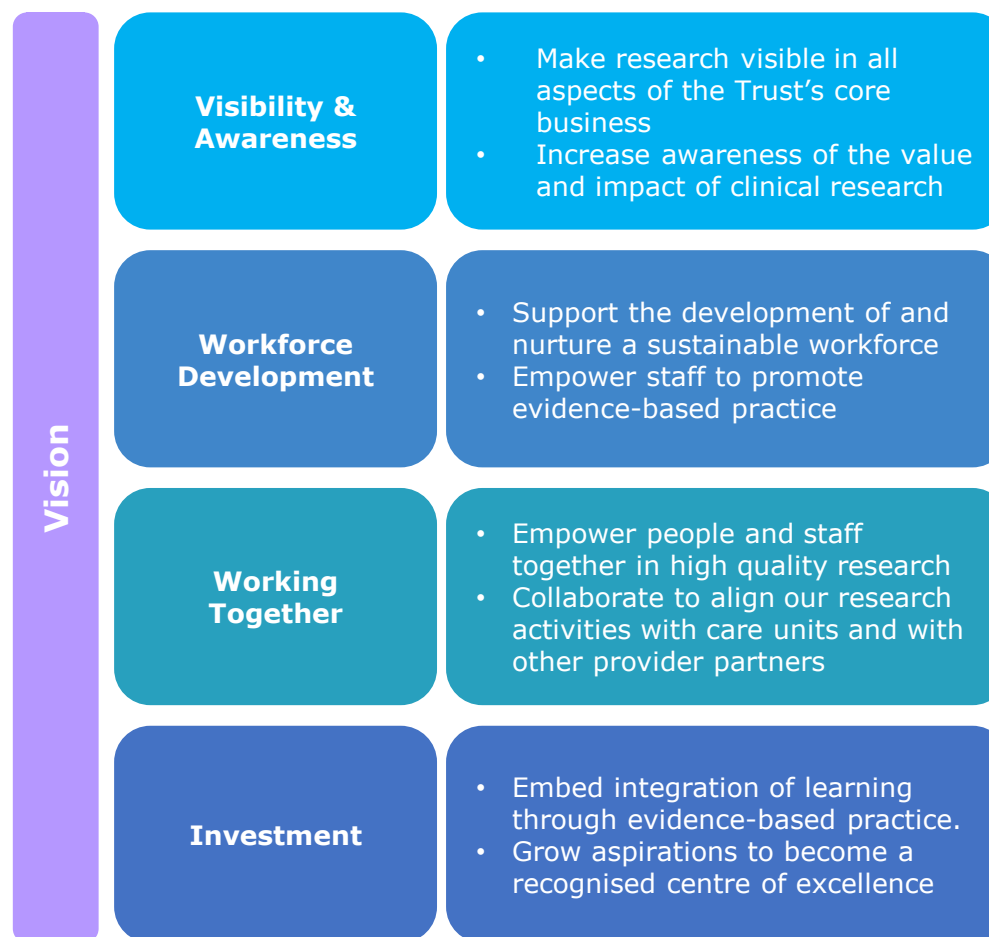 Vision
Visibility &
Awareness
• Make research visible in all
aspects of the Trust’s core
business
• Increase awareness of the value
and impact of clinical research
Workforce
Development
• Support the development of and
nurture a sustainable workforce
• Empower staff to promote
evidence-based practice
Working
Together
• Empower people and staff
together in high quality research
• Collaborate to align our research
activities with care units and with
other provider partners
Investment
• Embed integration of learning
through evidence-based practice.
• Grow aspirations to become a
recognised centre of excellence